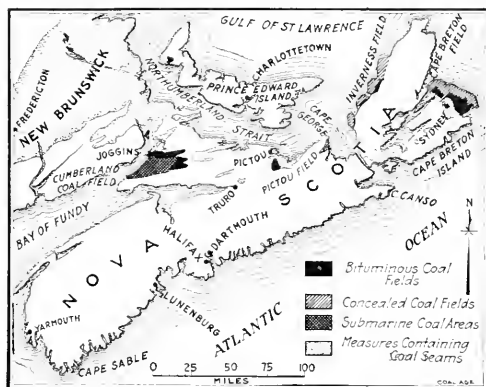 GULF OF ST LAWRENCE
FREDERICTON
NEW BRUNSWICK
CHARLOTTETOWN
PRINCE EDWARD
ISLAND
NORTHUMBERLAND
STRAIT
CAPE
GEORGE
INVERNESS FIELD
CAPE BRETON
FIELD
SYDNEY
CAPE BRETON
ISLAND
JOGGINS
CUMBERLAND
COAL FIELD
PICTOU
PICTOU FIELD
TRURO
BAY OF FUNDY
NOVA
SCOTIA
CANSO
HALIFAX
DARTMOUTH
LUNENBURG
YARMOUTH
CAPE SABLE
ATLANTIC
OCEAN
N
Bituminous Coal
Fields
Concealed Coal Fields
Submarine Coal Areas
Measures Containing
Coal Seams
0 50 100
MILES
COAL AGE